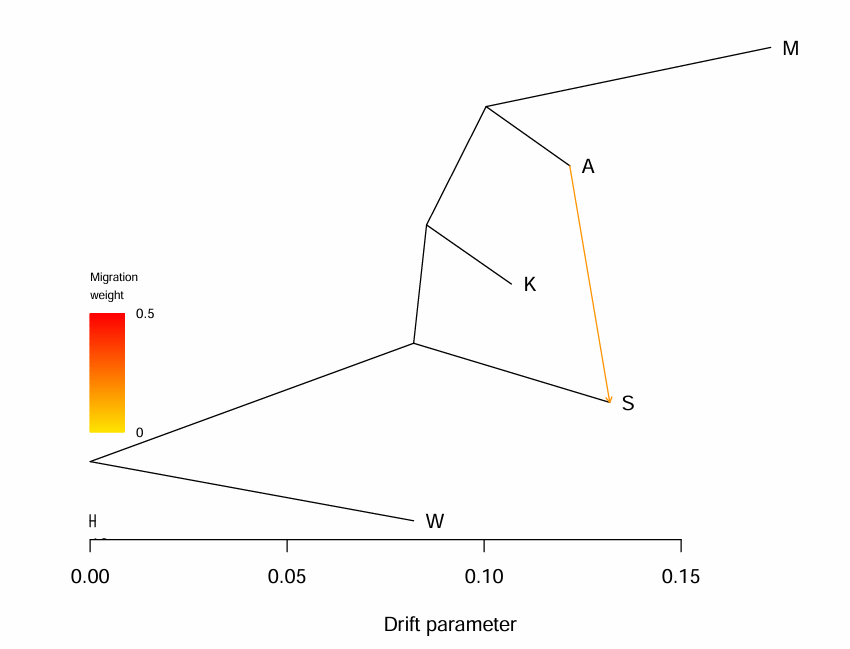 M
A
K
Migration
weight
0.5
S
0
W
0.00
0.05
0.10
0.15
Drift parameter